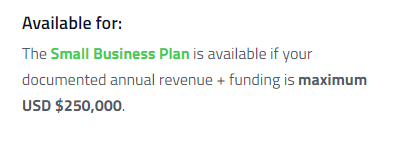 Available for:
The Small Business Plan is available if your
documented annual revenue + funding is maximum
USD $250,000.